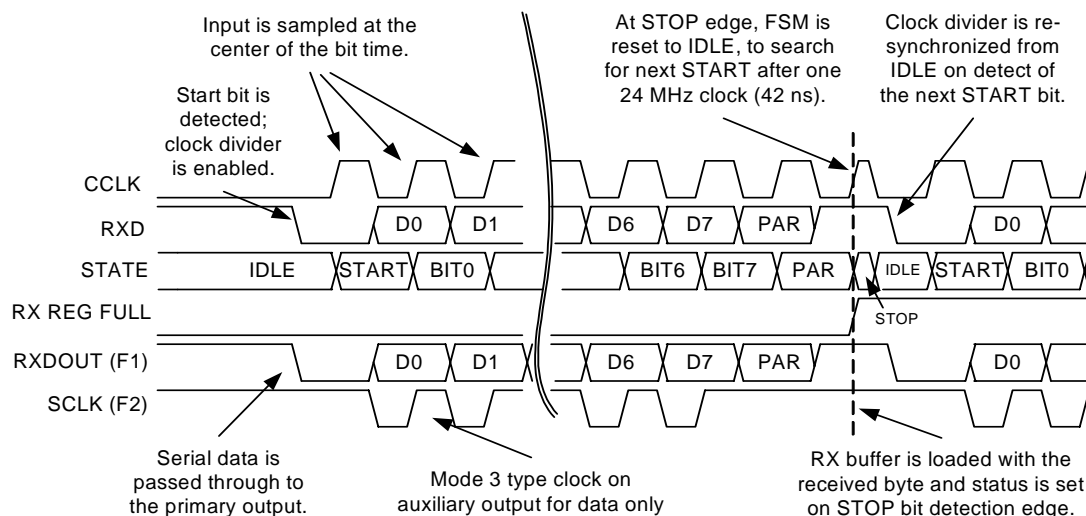 Input is sampled at the
center of the bit time.
At STOP edge, FSM is
reset to IDLE, to search
for next START after one
24 MHz clock (42 ns).
Clock divider is re-
synchronized from
IDLE on detect of
the next START bit.
Start bit is
detected;
clock divider
is enabled.
CCLK
RXD D0 D1 D6 D7 PAR D0
STATE IDLE START BIT0 BIT6 BIT7 PAR IDLE START BIT0
STOP
RX REG FULL
RXDOUT (F1) D0 D1 D6 D7 PAR D0
SCLK (F2)
Serial data is
passed through to
the primary output.
Mode 3 type clock on
auxiliary output for data only
RX buffer is loaded with the
received byte and status is set
on STOP bit detection edge.